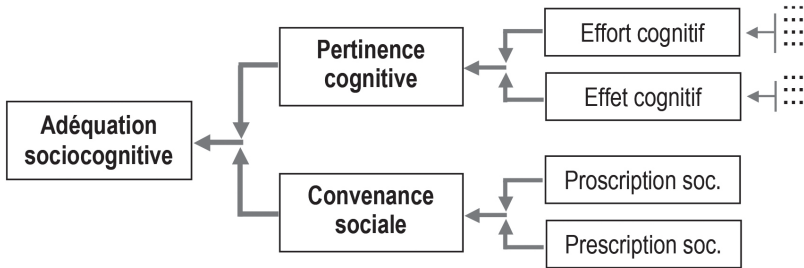 Pertinence
cognitive
Effort cognitif
Effet cognitif
Adéquation
sociocognitive
Convenance
sociale
Proscription soc.
Prescription soc.